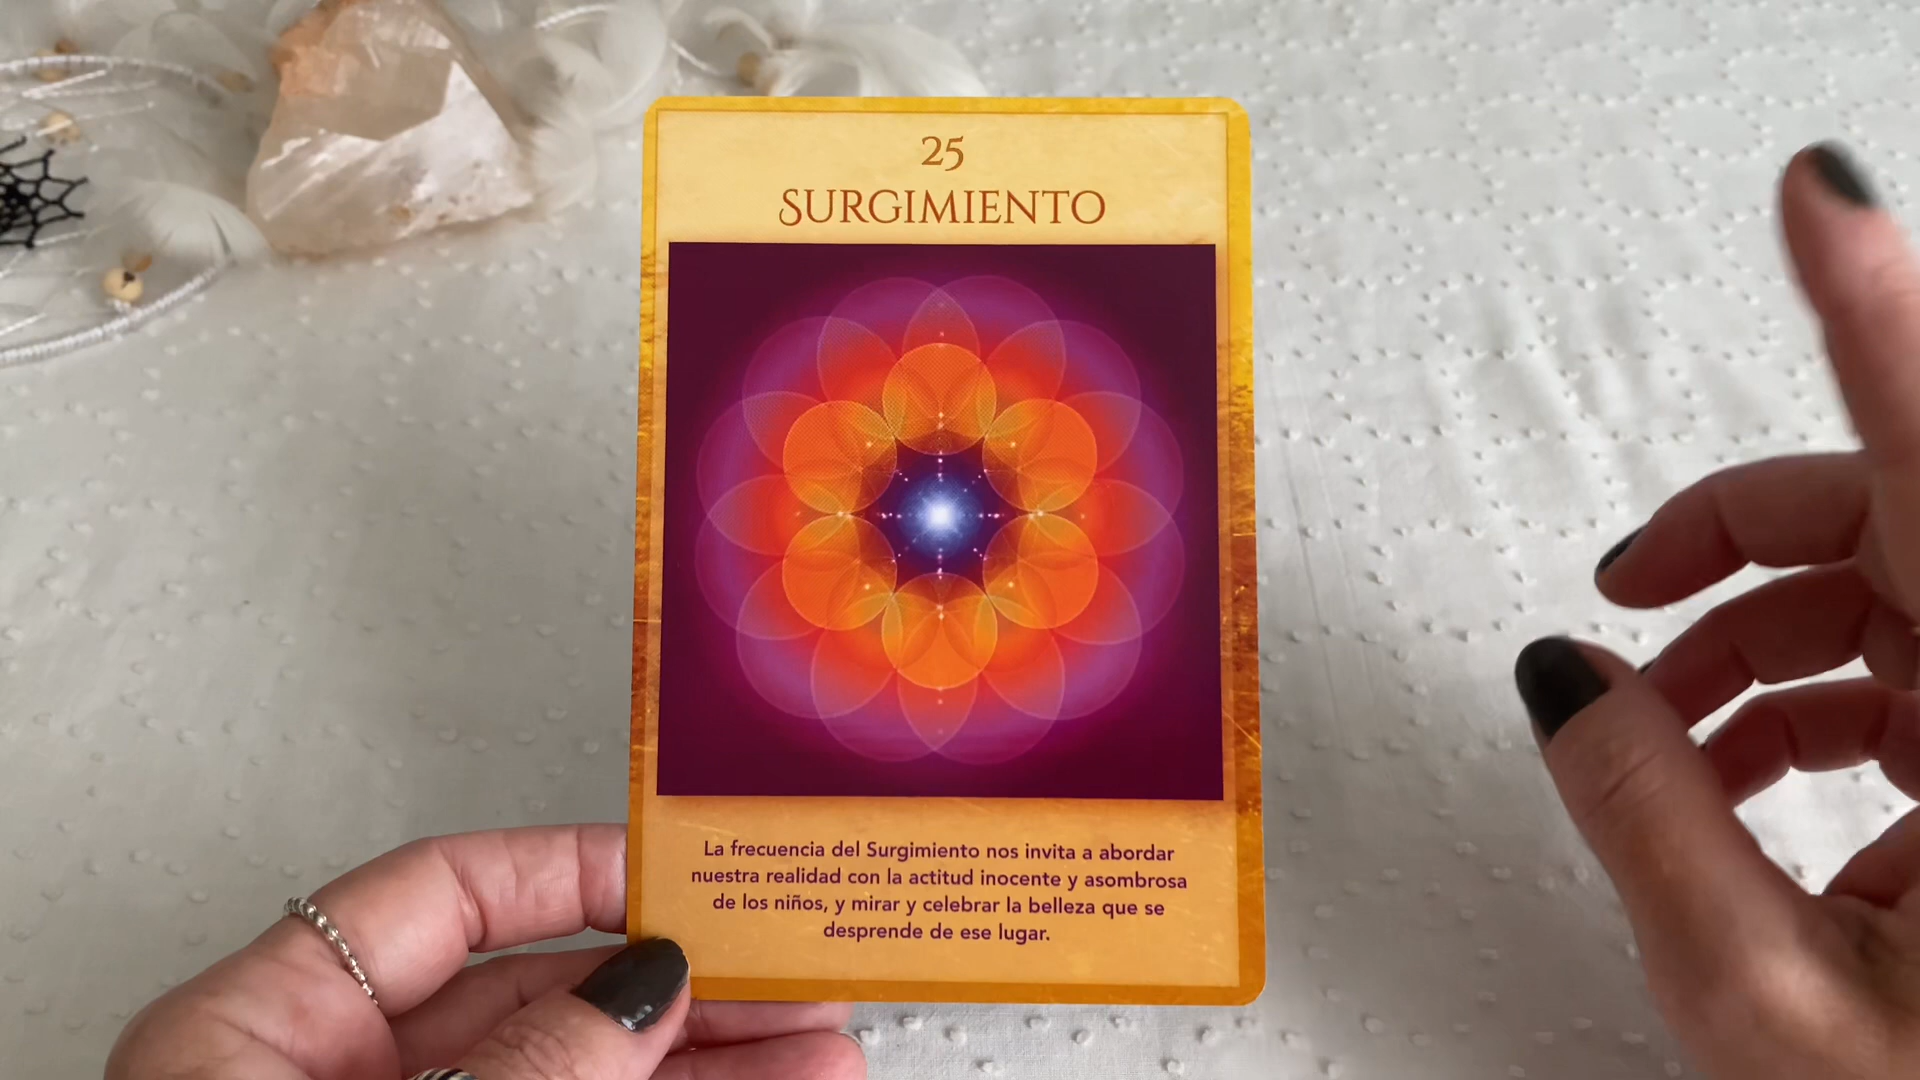 25
SURGIMIENTO
La frecuencia del Surgimiento nos invita a abordar
nuestra realidad con la actitud inocente y asombrosa
de los niños, y mirar y celebrar la belleza que se
desprende de ese lugar.